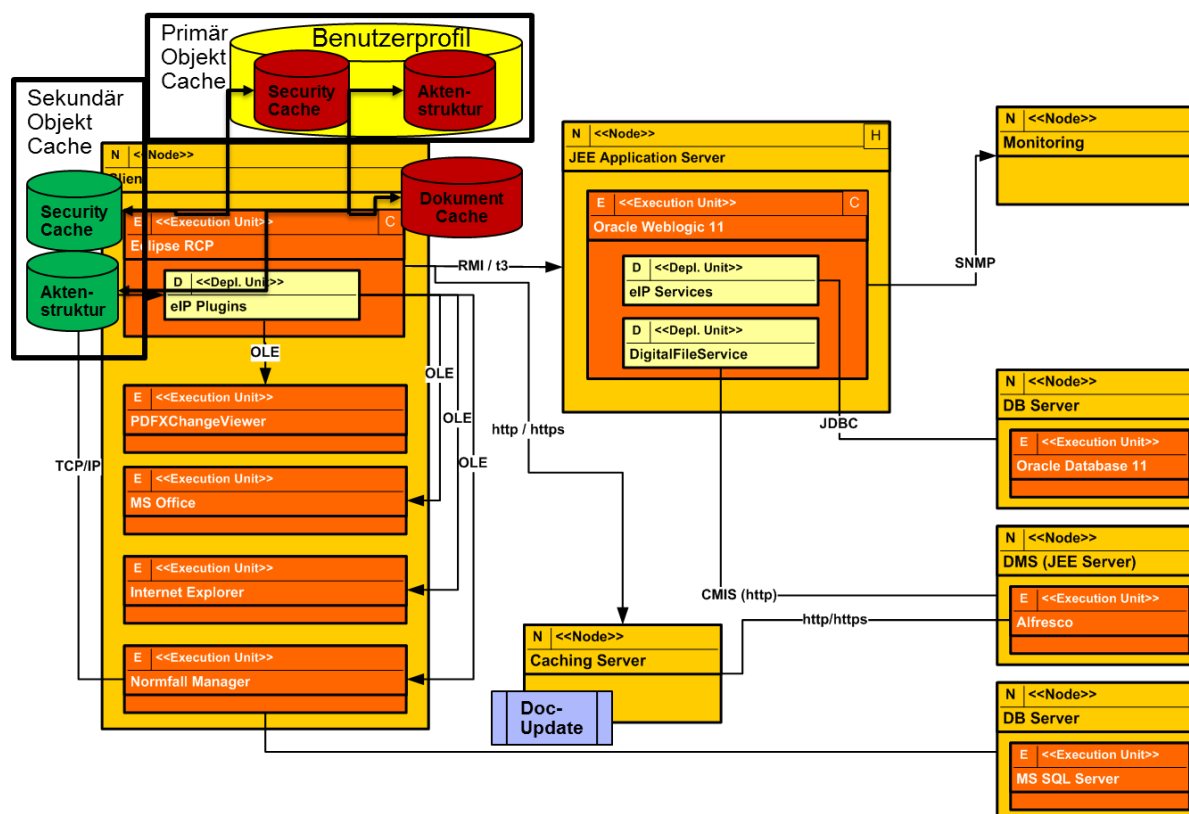 Primär
Objekt
Cache
Benutzerprofil
Security
Cache
Akten-
struktur
Sekundär
Objekt
Cache
Security
Cache
Akten-
struktur
N <<Node>>
Client
Dokument
Cache
E <<Execution Unit>> C
Eclipse RCP
D <<Depl. Unit>>
eIP Plugins
OLE
OLE
OLE
OLE
E <<Execution Unit>>
PDFXChangeViewer
TCP/IP
E <<Execution Unit>>
MS Office
E <<Execution Unit>>
Internet Explorer
E <<Execution Unit>>
Normfall Manager
RMI / t3
http / https
N <<Node>> H
JEE Application Server
E <<Execution Unit>> C
Oracle Weblogic 11
D <<Depl. Unit>>
eIP Services
D <<Depl. Unit>>
DigitalFileService
SNMP
JDBC
CMIS (http)
http/https
N <<Node>>
Caching Server
Doc-
Update
N <<Node>>
Monitoring
N <<Node>>
DB Server
E <<Execution Unit>>
Oracle Database 11
N <<Node>>
DMS (JEE Server)
E <<Execution Unit>>
Alfresco
N <<Node>>
DB Server
E <<Execution Unit>>
MS SQL Server